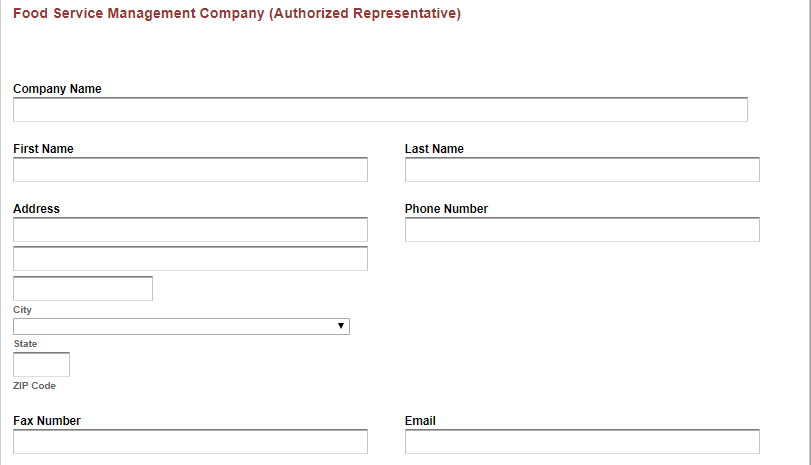 Food Service Management Company (Authorized Representative)
Company Name
First Name
Last Name
Address
Phone Number
City
State
ZIP Code
Fax Number
Email